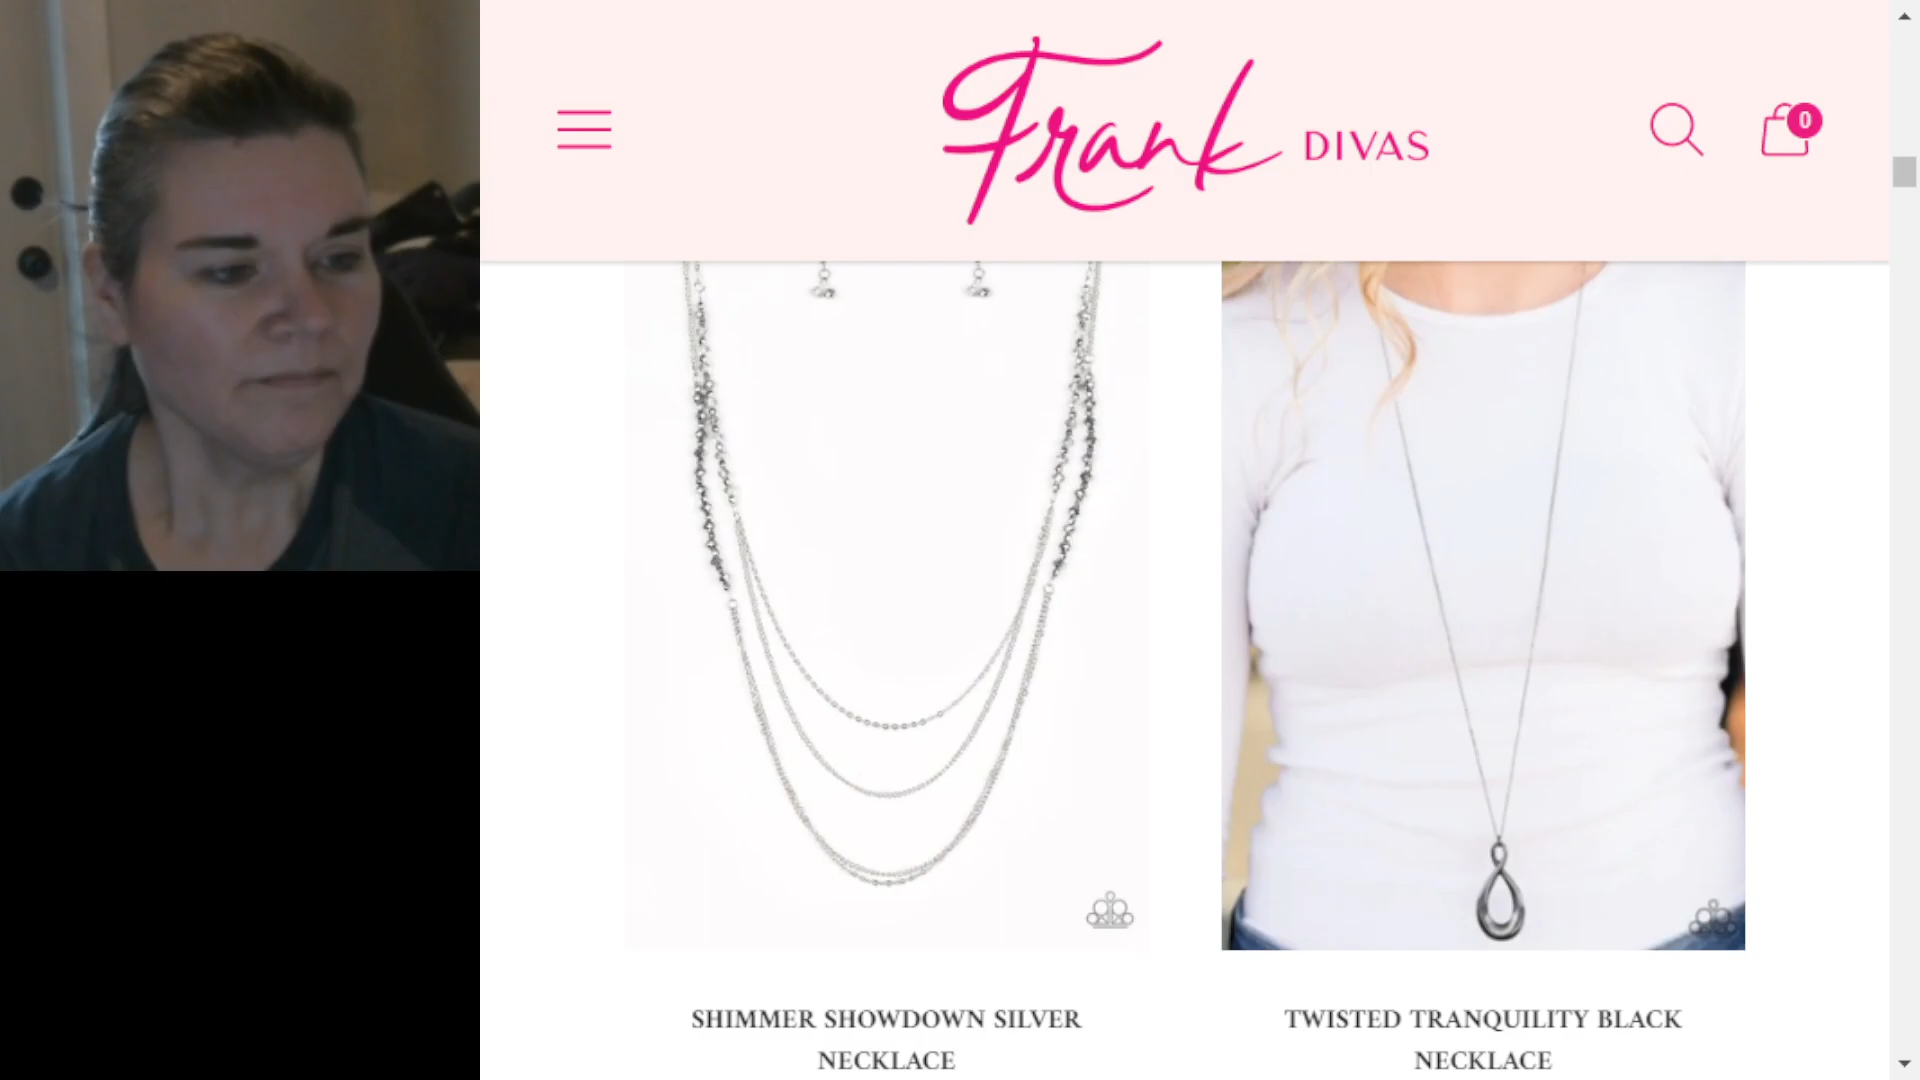 Frank DIVAS
0
SHIMMER SHOWDOWN SILVER
NECKLACE
TWISTED TRANQUILITY BLACK
NECKLACE